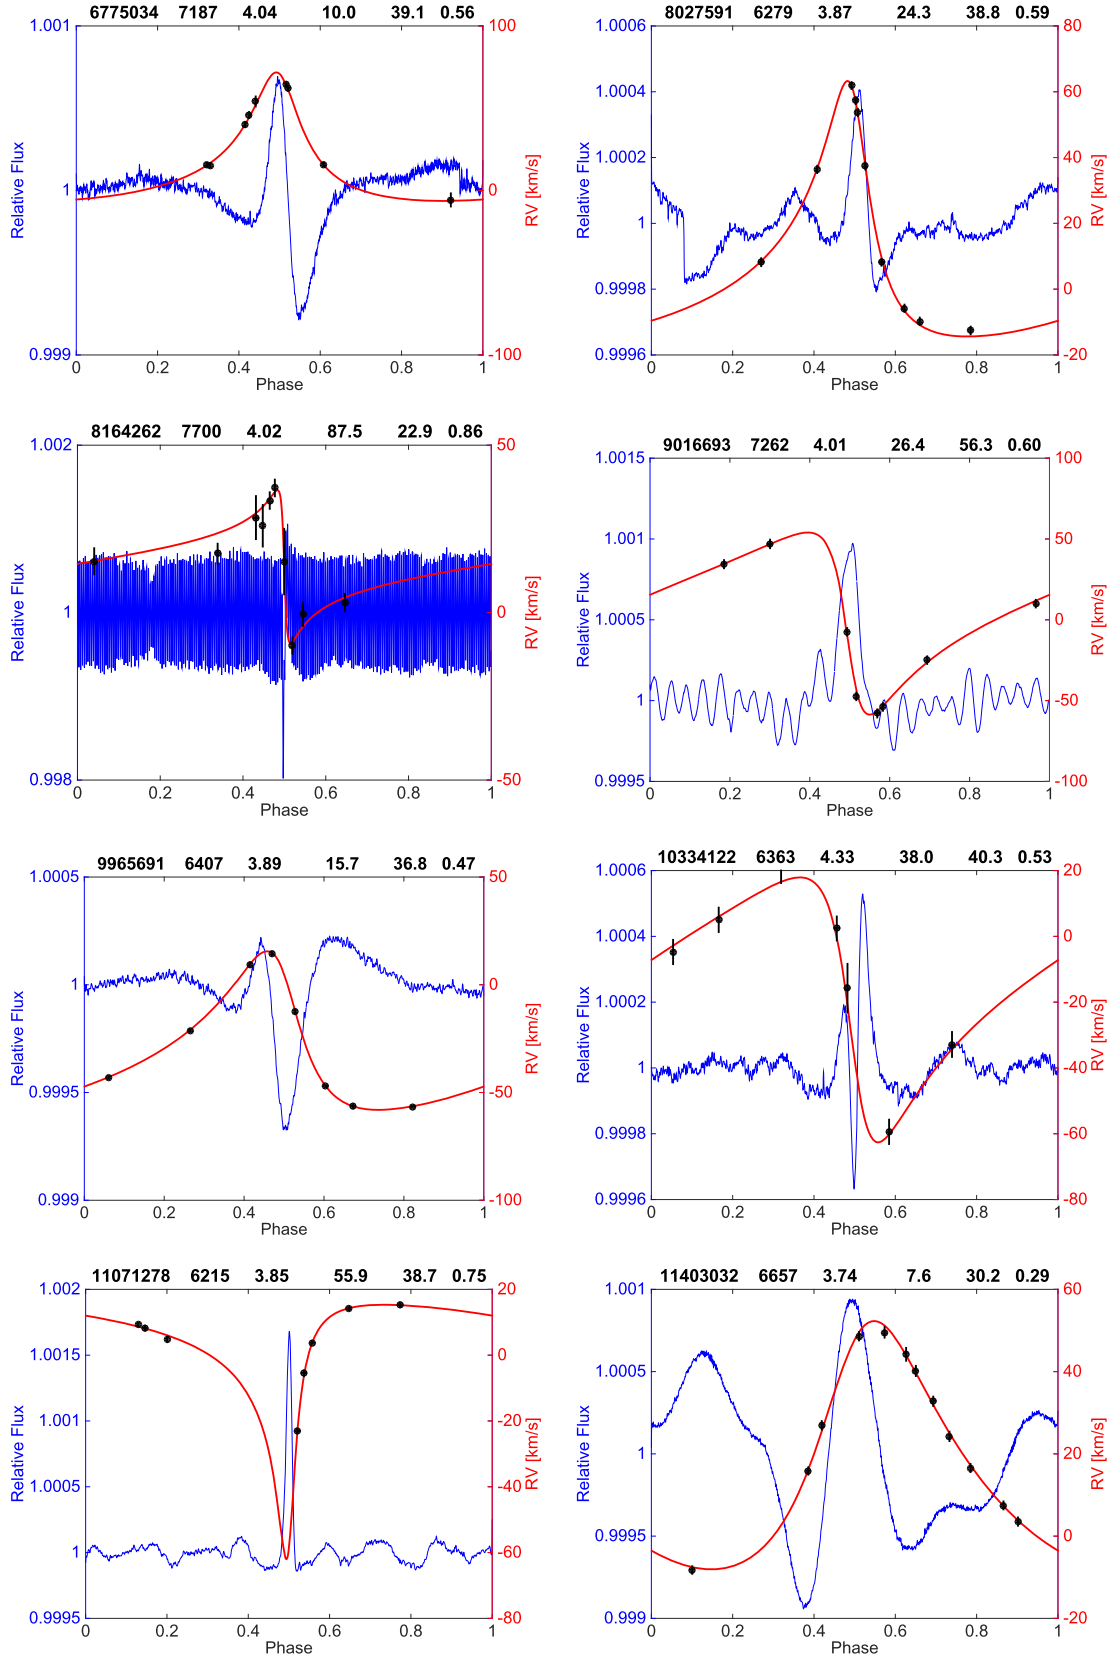 6775034 7187 4.04 10.0 39.1 0.56
1.001
1
0.999
Relative Flux
100
0
-100
RV [km/s]
0 0.2 0.4 0.6 0.8 1
Phase
8027591 6279 3.87 24.3 38.8 0.59
1.0006
1.0004
1.0002
1
0.9998
0.9996
Relative Flux
80
60
40
20
0
-20
RV [km/s]
0 0.2 0.4 0.6 0.8 1
Phase
8164262 7700 4.02 87.5 22.9 0.86
1.002
1
0.998
Relative Flux
50
0
-50
RV [km/s]
0 0.2 0.4 0.6 0.8 1
Phase
9016693 7262 4.01 26.4 56.3 0.60
1.0015
1.001
1.0005
1
0.9995
Relative Flux
100
50
0
-50
-100
RV [km/s]
0 0.2 0.4 0.6 0.8 1
Phase
9965691 6407 3.89 15.7 36.8 0.47
1.0005
1
0.9995
0.999
Relative Flux
50
0
-50
-100
RV [km/s]
0 0.2 0.4 0.6 0.8 1
Phase
10334122 6363 4.33 38.0 40.3 0.53
1.0006
1.0004
1.0002
1
0.9998
0.9996
Relative Flux
20
0
-20
-40
-60
-80
RV [km/s]
0 0.2 0.4 0.6 0.8 1
Phase
11071278 6215 3.85 55.9 38.7 0.75
1.002
1.0015
1.001
1.0005
1
0.9995
Relative Flux
20
0
-20
-40
-60
-80
RV [km/s]
0 0.2 0.4 0.6 0.8 1
Phase
11403032 6657 3.74 7.6 30.2 0.29
1.001
1.0005
1
0.9995
0.999
Relative Flux
60
40
20
0
-20
RV [km/s]
0 0.2 0.4 0.6 0.8 1
Phase